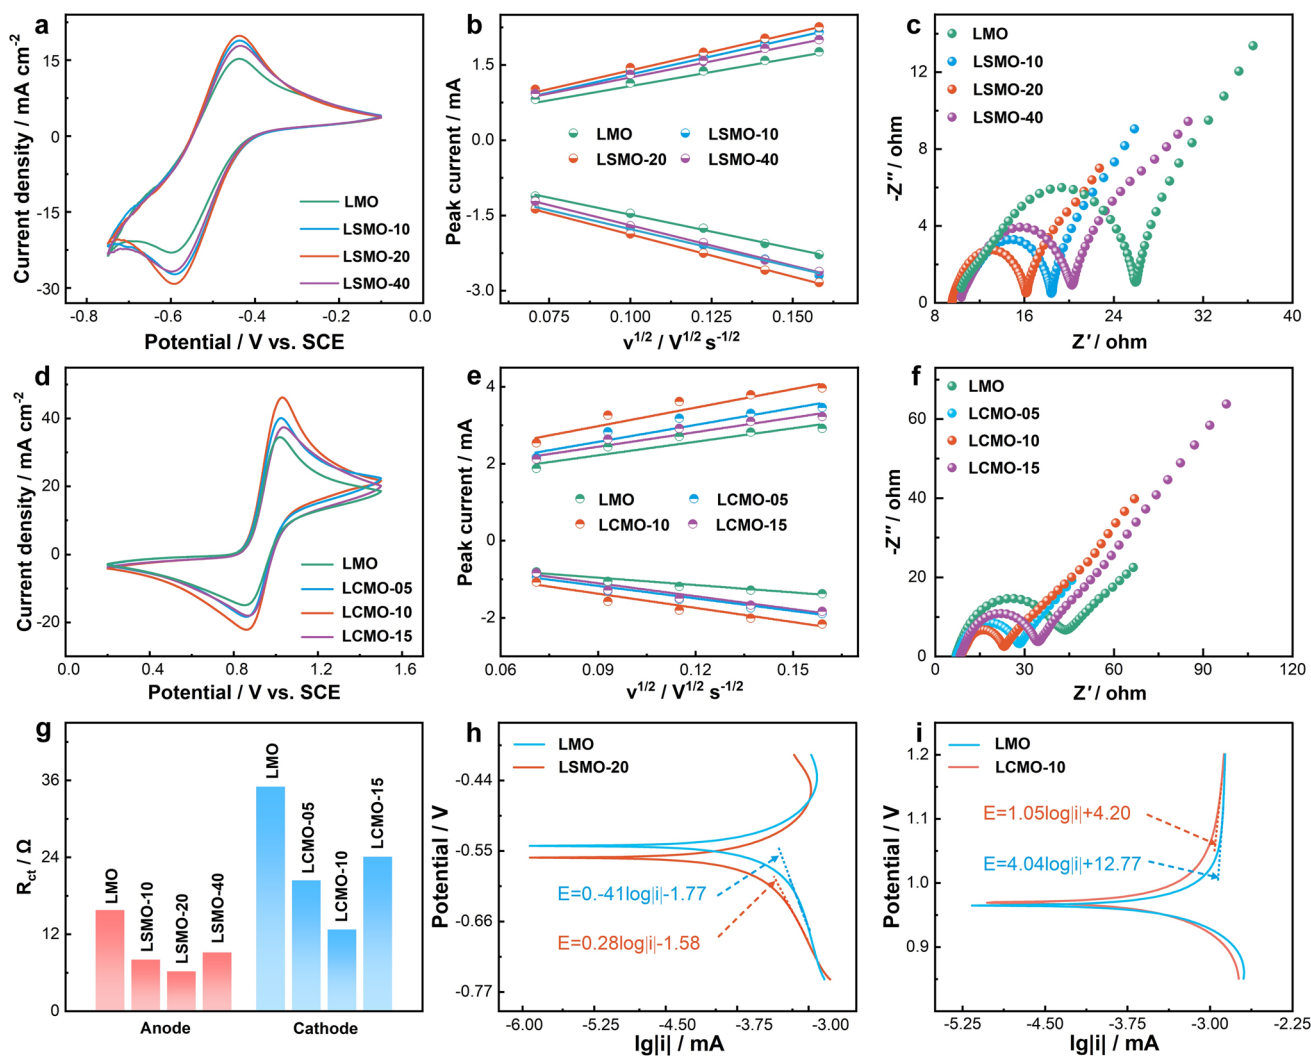 a
Current density / mA cm-2
15
0
-15
-30
LMO
LSMO-10
LSMO-20
LSMO-40
-0.8 -0.6 -0.4 -0.2 0.0
Potential / V vs. SCE
b
Peak current / mA
3.0
1.5
0.0
-1.5
-3.0
LMO LSMO-10
LSMO-20 LSMO-40
0.075 0.100 0.125 0.150
v1/2 / V1/2 s-1/2
c
-Z″ / ohm
12
8
4
0
LMO
LSMO-10
LSMO-20
LSMO-40
8 16 24 32 40
Z′ / ohm
d
Current density / mA cm-2
40
20
0
-20
LMO
LCMO-05
LCMO-10
LCMO-15
0.0 0.4 0.8 1.2 1.6
Potential / V vs. SCE
e
Peak current / mA
4
2
0
-2
LMO LCMO-05
LCMO-10 LCMO-15
0.06 0.09 0.12 0.15
v1/2 / V1/2 s-1/2
f
-Z″ / ohm
60
40
20
0
LMO
LCMO-05
LCMO-10
LCMO-15
0 30 60 90 120
Z′ / ohm
g
Rct / Ω
36
24
12
0
LMO
LSMO-10
LSMO-20
LSMO-40
LMO
LCMO-05
LCMO-10
LCMO-15
Anode Cathode
h
Potential / V
-0.44
-0.55
-0.66
-0.77
LMO
LSMO-20
E=0.-41log|i|-1.77
E=0.28log|i|-1.58
-6.00 -5.25 -4.50 -3.75 -3.00
lg|i| / mA
i
Potential / V
1.2
1.1
1.0
0.9
LMO
LCMO-10
E=1.05log|i|+4.20
E=4.04log|i|+12.77
-5.25 -4.50 -3.75 -3.00 -2.25
lg|i| / mA